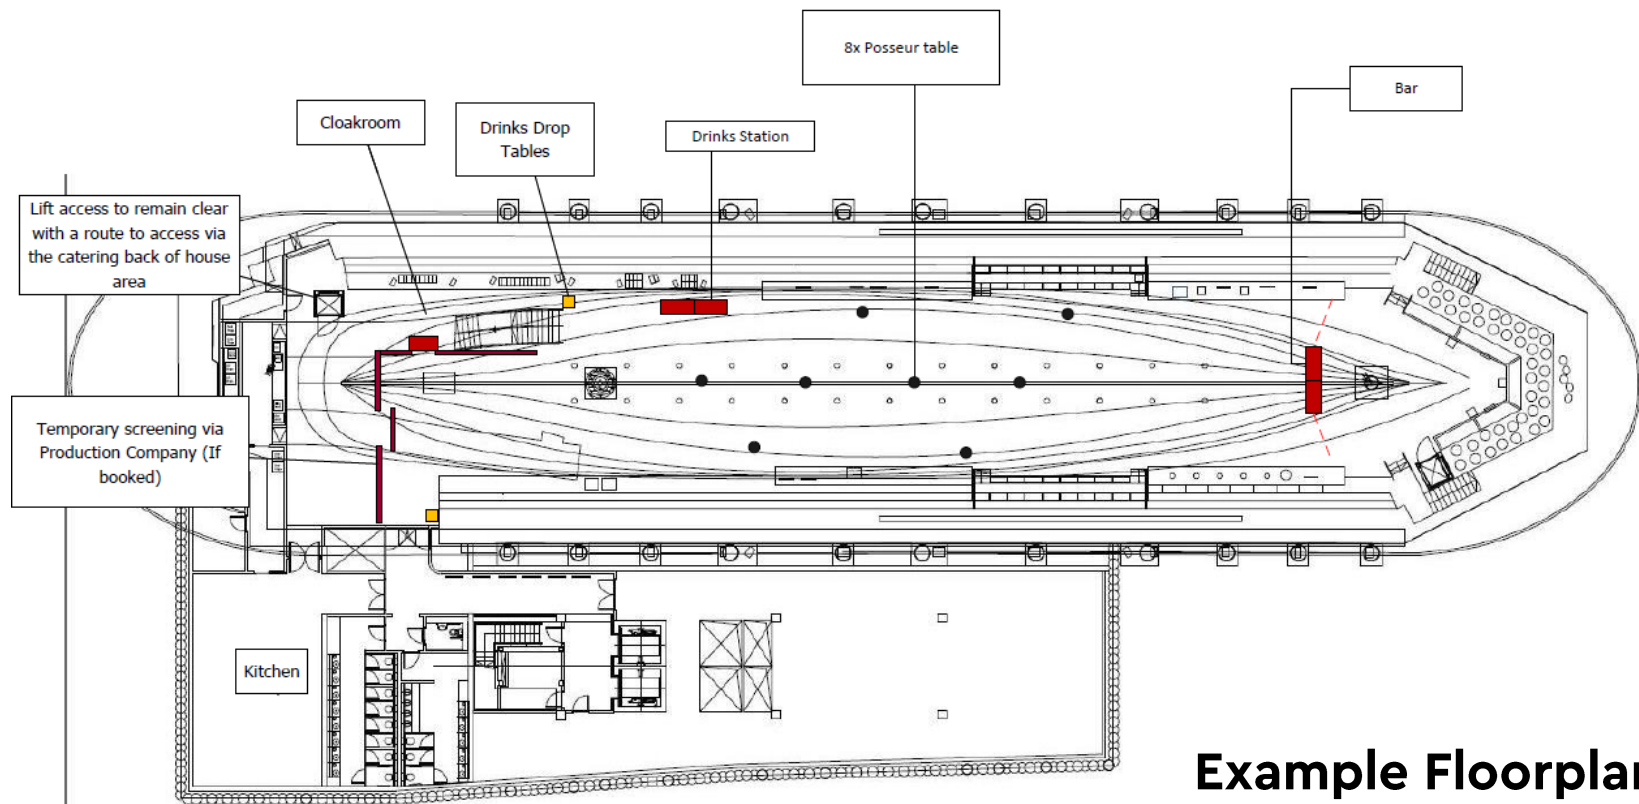 8x Posseur table
Bar
Cloakroom
Drinks Drop
Tables
Drinks Station
Lift access to remain clear
with a route to access via
the catering back of house
area
Temporary screening via
Production Company (If
booked)
Kitchen
Example Floorplan